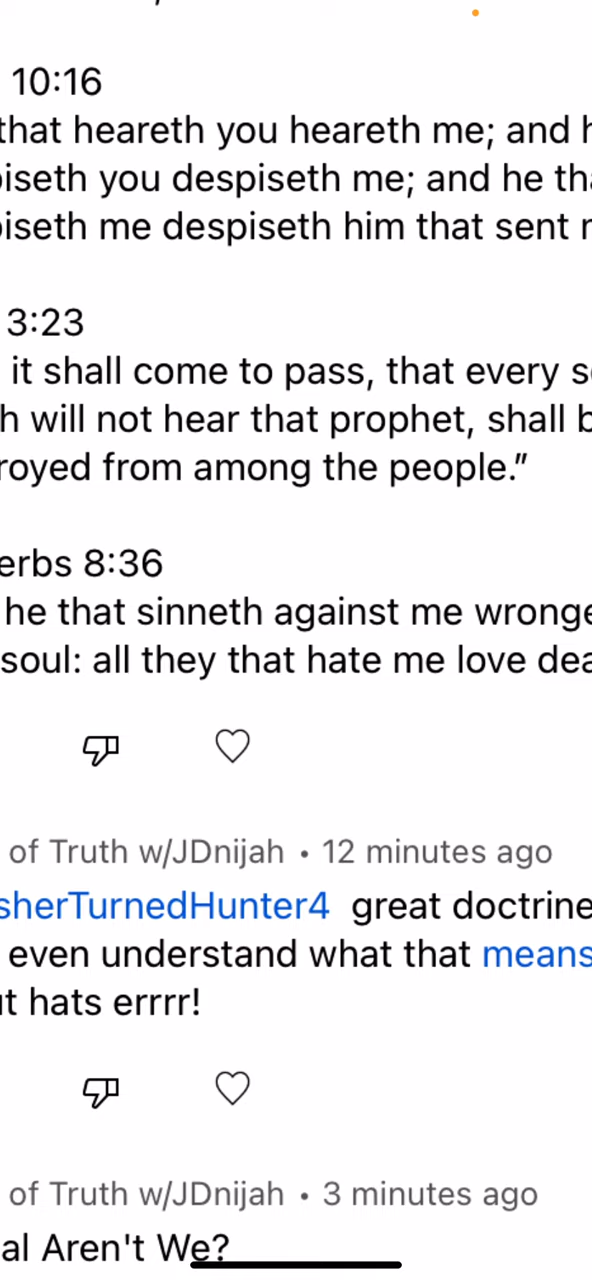 10:16
that heareth you heareth me; and h
iseth you despiseth me; and he tha
iseth me despiseth him that sent
3:23
it shall come to pass, that every s
h will not hear that prophet, shall b
royed from among the people.”
erbs 8:36
he that sinneth against me wronge
soul: all they that hate me love dea
of Truth w/JDnijah • 12 minutes ago
sherTurnedHunter4 great doctrine
even understand what that means
t hats errrr!
of Truth w/JDnijah • 3 minutes ago
al Aren't We?